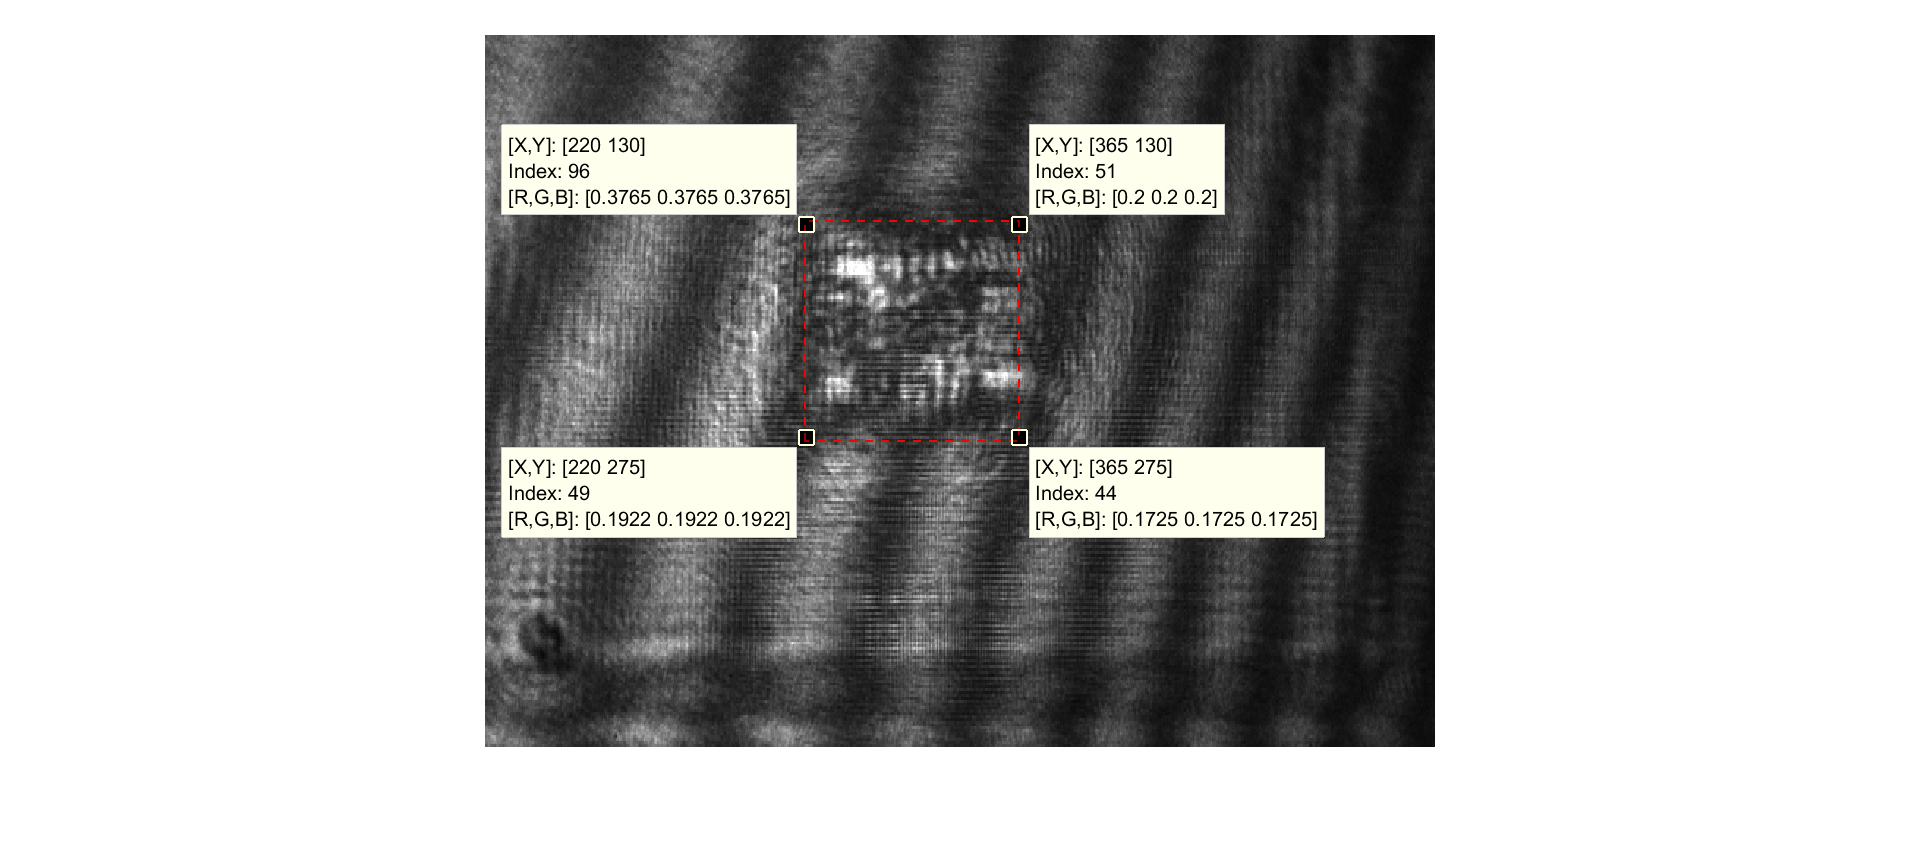 [X,Y]: [220 130]
Index: 96
[R,G,B]: [0.3765 0.3765 0.3765]
[X,Y]: [365 130]
Index: 51
[R,G,B]: [0.2 0.2 0.2]
[X,Y]: [220 275]
Index: 49
[R,G,B]: [0.1922 0.1922 0.1922]
[X,Y]: [365 275]
Index: 44
[R,G,B]: [0.1725 0.1725 0.1725]